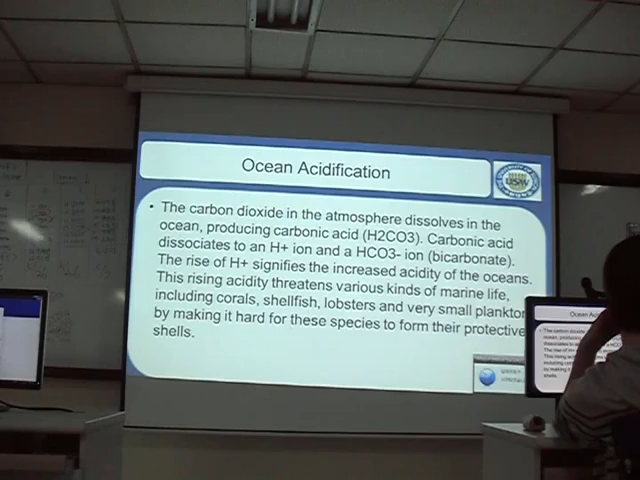 Ocean Acidification
• The carbon dioxide in the atmosphere dissolves in the
ocean, producing carbonic acid (H2CO3). Carbonic acid
dissociates to an H+ ion and a HCO3- ion (bicarbonate).
The rise of H+ signifies the increased acidity of the oceans.
This rising acidity threatens various kinds of marine life,
including corals, shellfish, lobsters and very small plankton
by making it hard for these species to form their protective
shells.